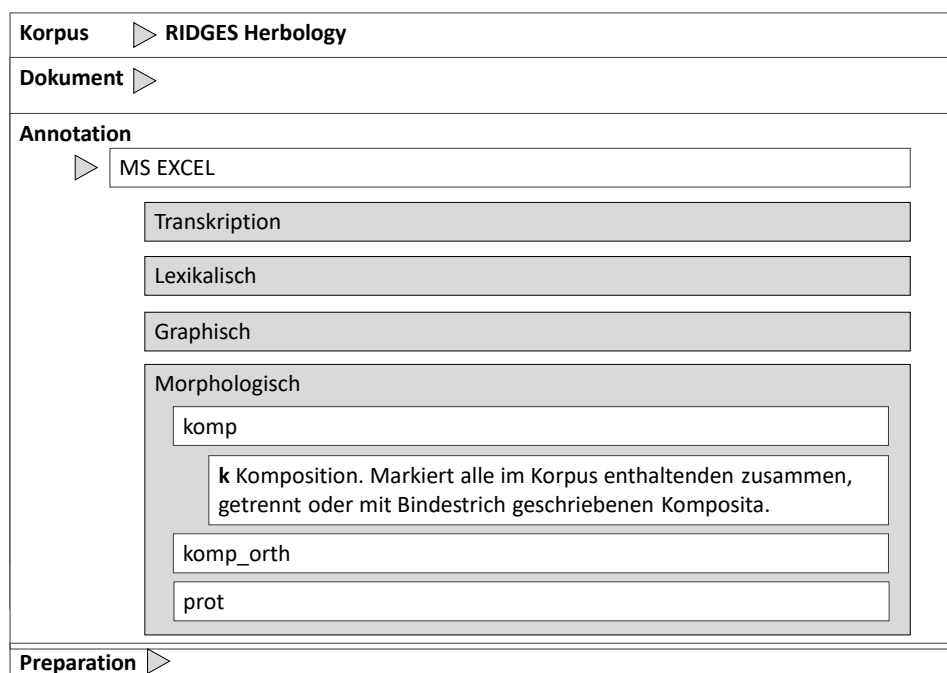 Korpus RIDGES Herbology
Dokument
Annotation
MS EXCEL
Transkription
Lexikalisch
Graphisch
Morphologisch
komp
k Komposition. Markiert alle im Korpus enthaltenden zusammen,
getrennt oder mit Bindestrich geschriebenen Komposita.
komp_orth
prot
Preparation